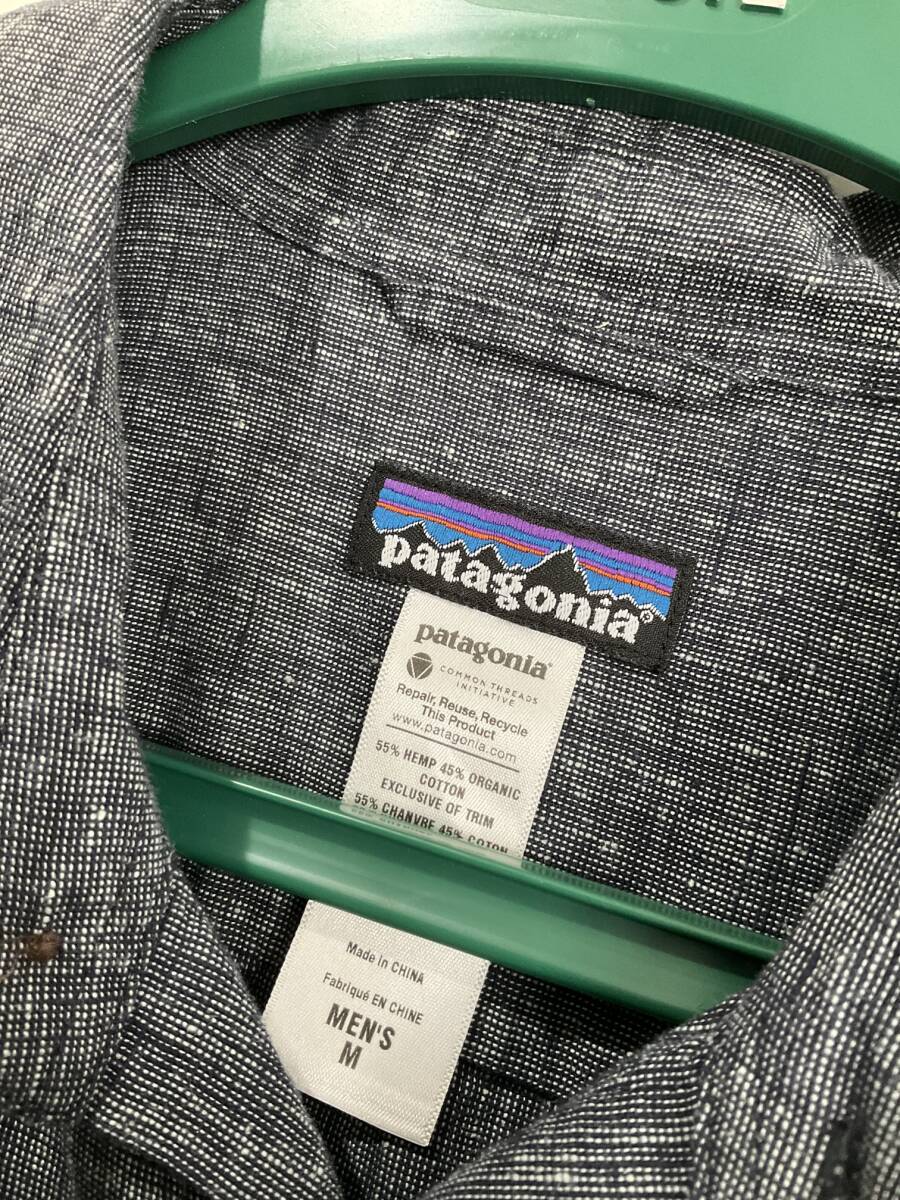 patagonia®
patagonia®
COMMON THREADS
INITIATIVE
Repair, Reuse, Recycle
This Product
www.patagonia.com
55% HEMP 45% ORGANIC
COTTON
EXCLUSIVE OF TRIM
55% CHANVRE 45% COTON
Made in CHINA
Fabriqué EN CHINE
MEN'S
M